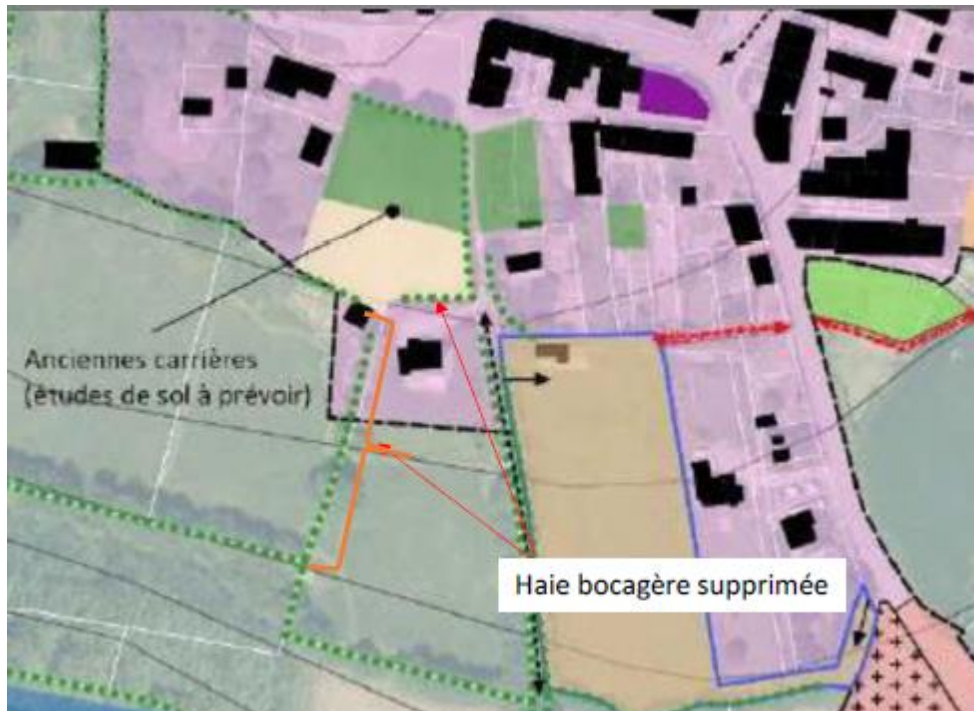 Anciennes carrières
(études de sol à prévoir)
Haie bocagère supprimée